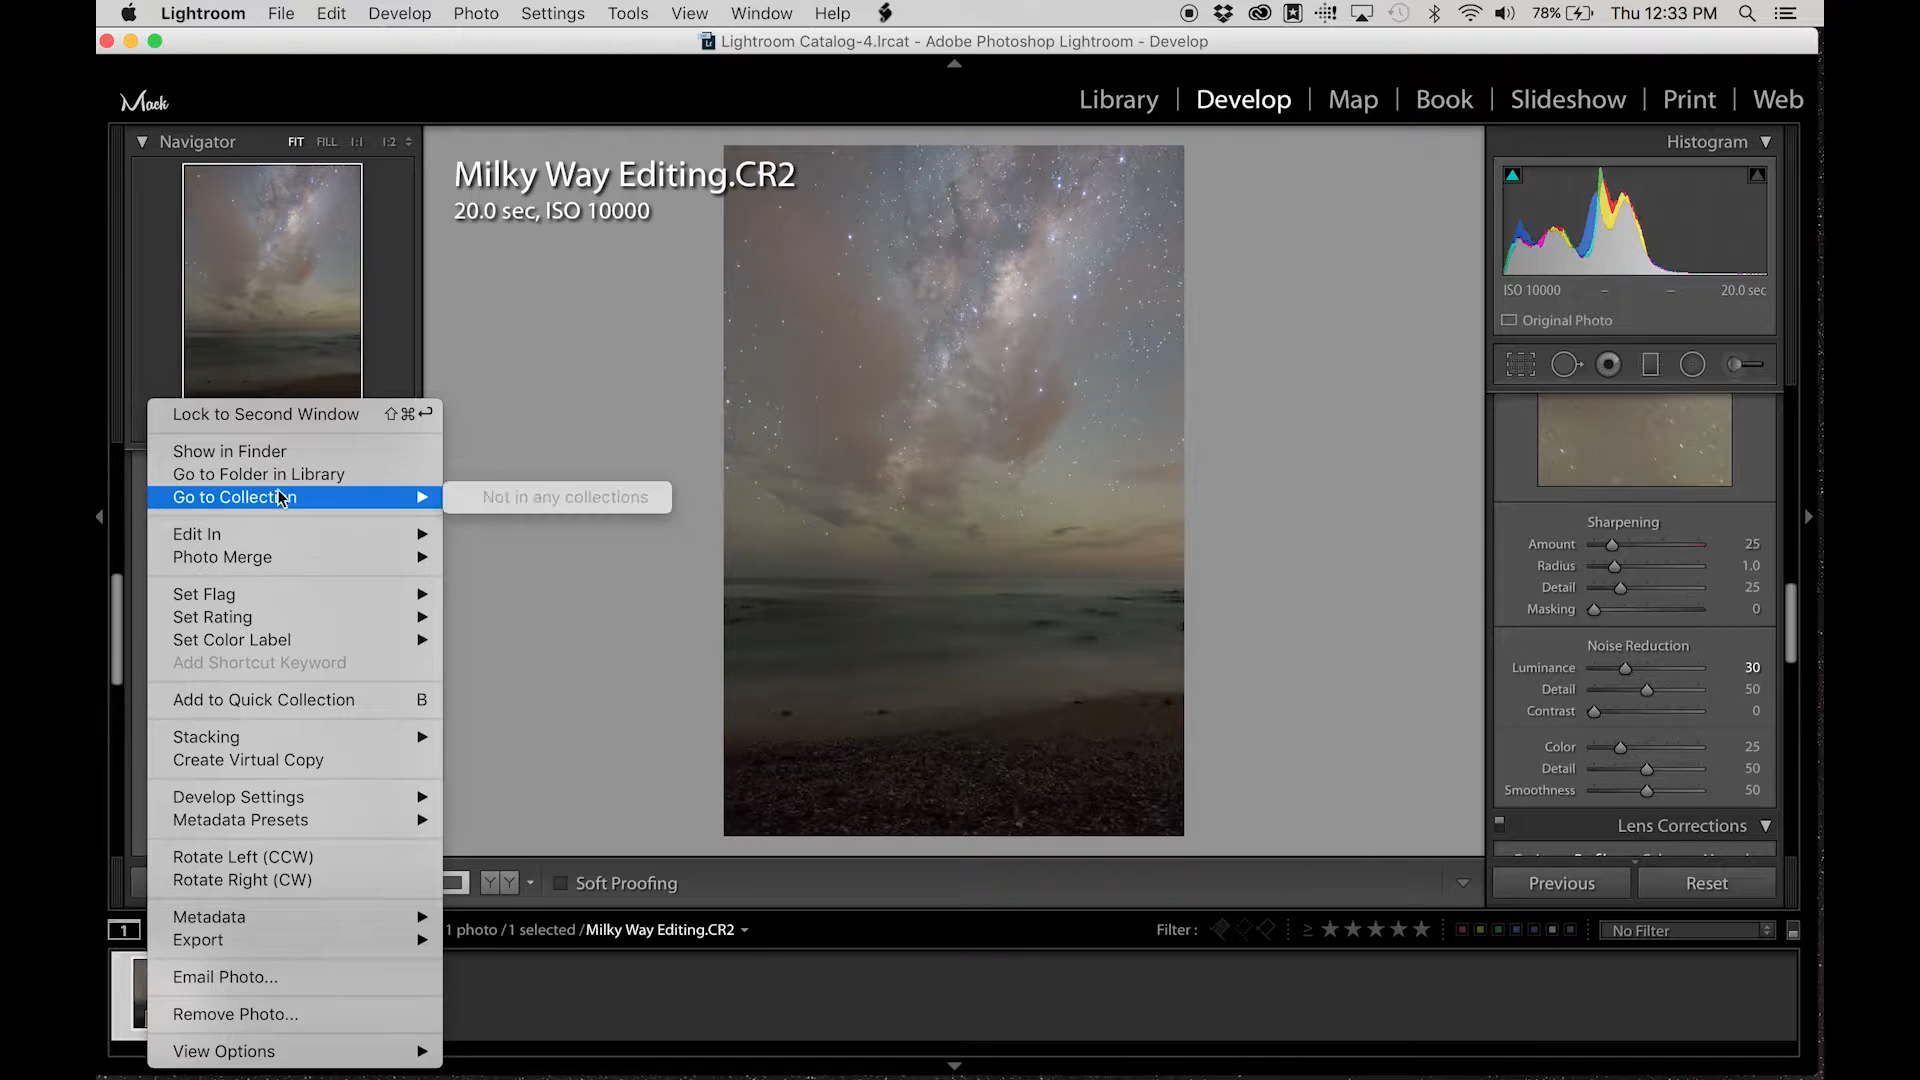 Lightroom File Edit Develop Photo Settings Tools View Window Help 78% Thu 12:33 PM
Lightroom Catalog-4.lrcat - Adobe Photoshop Lightroom - Develop
Mack
Library | Develop | Map | Book | Slideshow | Print | Web
Navigator FIT FILL 1:1 1:2
Milky Way Editing.CR2
20.0 sec, ISO 10000
Histogram
ISO 10000 – – 20.0 sec
Original Photo
Lock to Second Window ⇧⌘↩
Show in Finder
Go to Folder in Library
Go to Collection
Not in any collections
Edit In
Photo Merge
Set Flag
Set Rating
Set Color Label
Add Shortcut Keyword
Add to Quick Collection B
Stacking
Create Virtual Copy
Develop Settings
Metadata Presets
Rotate Left (CCW)
Rotate Right (CW)
Metadata
Export
Email Photo...
Remove Photo...
View Options
Sharpening
Amount 25
Radius 1.0
Detail 25
Masking 0
Noise Reduction
Luminance 30
Detail 50
Contrast 0
Color 25
Detail 50
Smoothness 50
Lens Corrections
YY Soft Proofing
Previous Reset
1
1 photo / 1 selected / Milky Way Editing.CR2
Filter : ≥ ★★★★★ No Filter